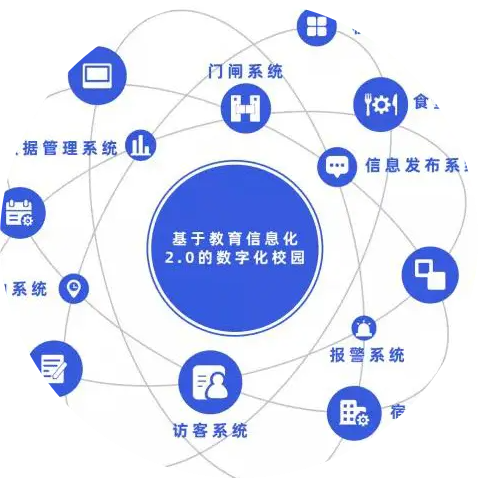 门闸系统
食
据管理系统
信息发布系
基于教育信息化
2.0的数字化校园
系统
报警系统
宿
访客系统